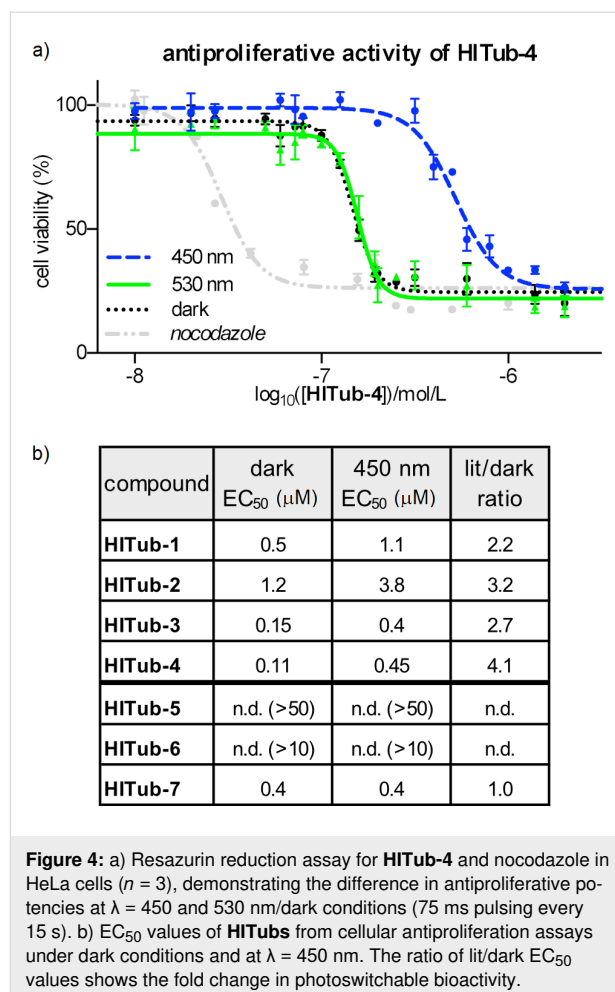 a)
antiproliferative activity of HITub-4
100
50
0
cell viability (%)
450 nm
530 nm
dark
nocodazole
-8 -7 -6
log₁₀([HITub-4])/mol/L
b)
compound dark EC₅₀ (μM) 450 nm EC₅₀ (μM) lit/dark ratio
HITub-1 0.5 1.1 2.2
HITub-2 1.2 3.8 3.2
HITub-3 0.15 0.4 2.7
HITub-4 0.11 0.45 4.1
HITub-5 n.d. (>50) n.d. (>50) n.d.
HITub-6 n.d. (>10) n.d. (>10) n.d.
HITub-7 0.4 0.4 1.0
Figure 4: a) Resazurin reduction assay for HITub-4 and nocodazole in
HeLa cells (n = 3), demonstrating the difference in antiproliferative po-
tencies at λ = 450 and 530 nm/dark conditions (75 ms pulsing every
15 s). b) EC₅₀ values of HITubs from cellular antiproliferation assays
under dark conditions and at λ = 450 nm. The ratio of lit/dark EC₅₀
values shows the fold change in photoswitchable bioactivity.